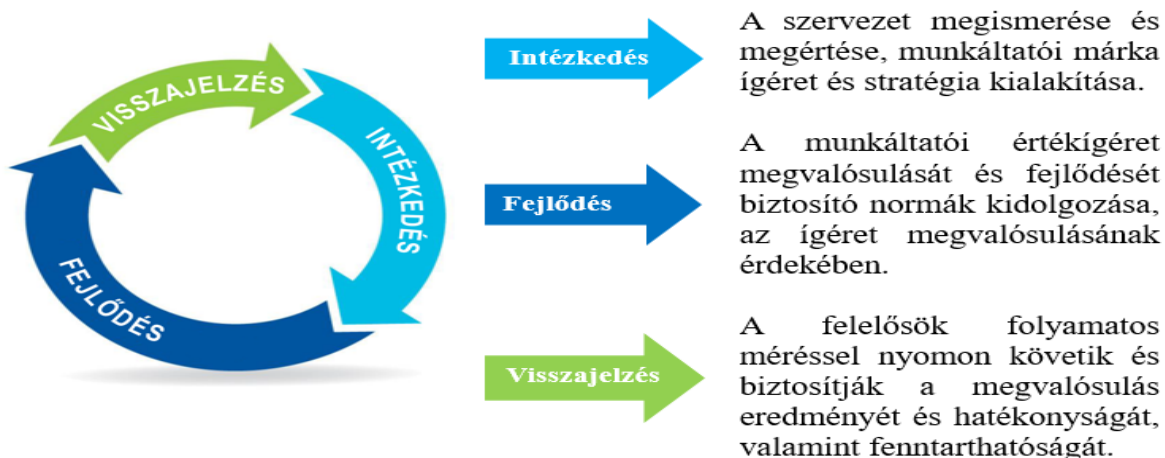 VISSZAJELZÉS
INTÉZKEDÉS
FEJLŐDÉS
Intézkedés
A szervezet megismerése és
megértése, munkáltatói márka
ígéret és stratégia kialakítása.
Fejlődés
A munkáltatói értékígéret
megvalósulását és fejlődését
biztosító normák kidolgozása,
az ígéret megvalósulásának
érdekében.
Visszajelzés
A felelősök folyamatos
méréssel nyomon követik és
biztosítják a megvalósulás
eredményét és hatékonyságát,
valamint fenntarthatóságát.